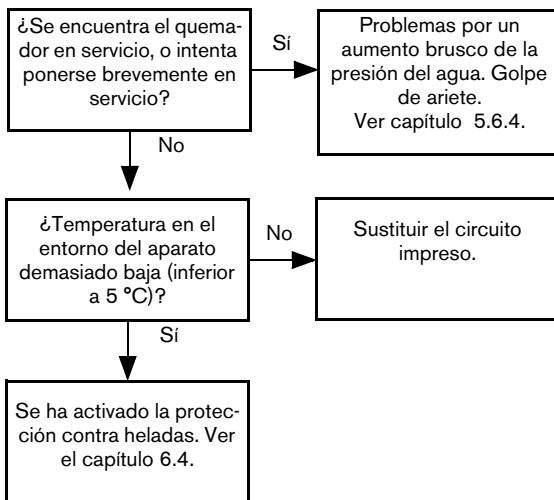 ¿Se encuentra el quema-
dor en servicio, o intenta
ponerse brevemente en
servicio?
Sí
Problemas por un
aumento brusco de la
presión del agua. Golpe
de ariete.
Ver capítulo 5.6.4.
No
¿Temperatura en el
entorno del aparato
demasiado baja (inferior
a 5 °C)?
No
Sustituir el circuito
impreso.
Sí
Se ha activado la protec-
ción contra heladas. Ver
el capítulo 6.4.